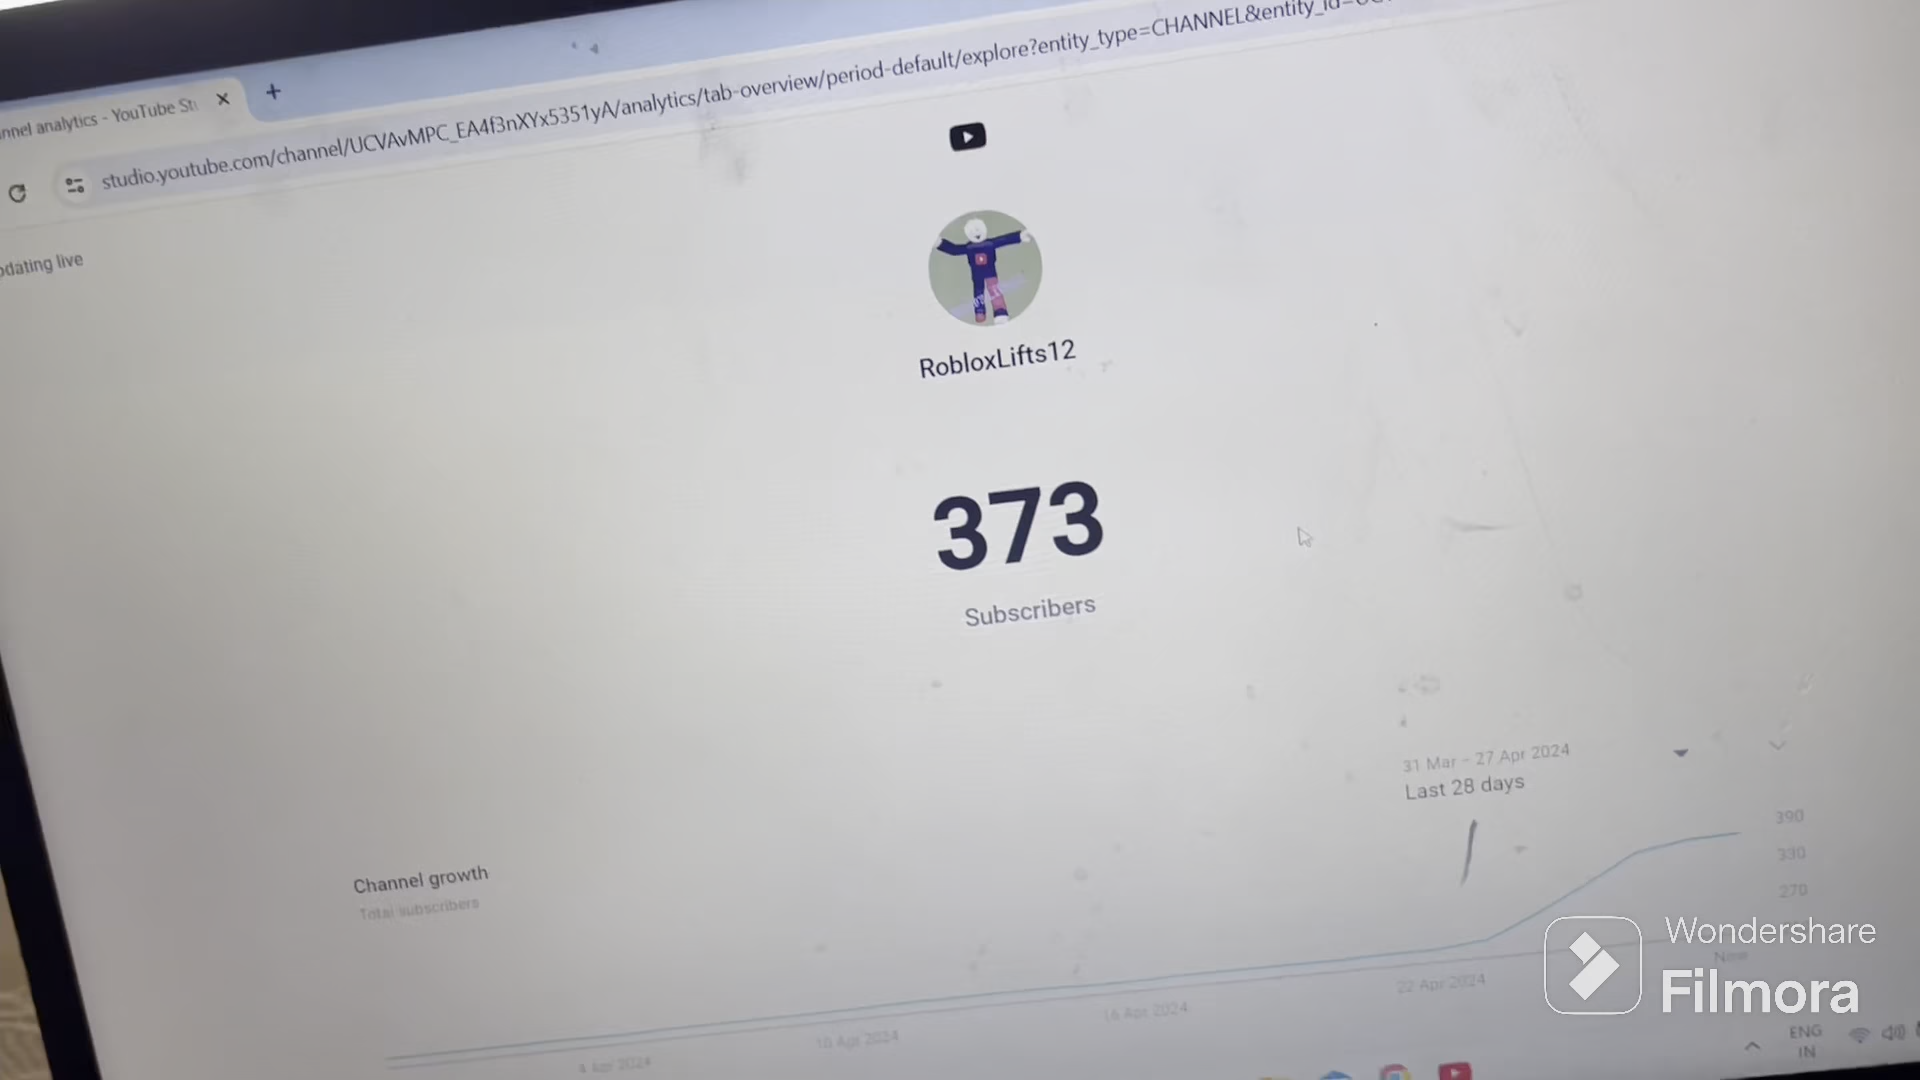 nnel analytics - YouTube St
studio.youtube.com/channel/UCVAvMPC_EA4f3nXYx5351yA/analytics/tab-overview/period-default/explore?entity_type=CHANNEL&entity_id=
pdating live
RobloxLifts12
373
Subscribers
31 Mar – 27 Apr 2024
Last 28 days
390
330
270
Channel growth
Total subscribers
Now
4 Apr 2024
10 Apr 2024
16 Apr 2024
22 Apr 2024
Wondershare
Filmora
ENG
IN